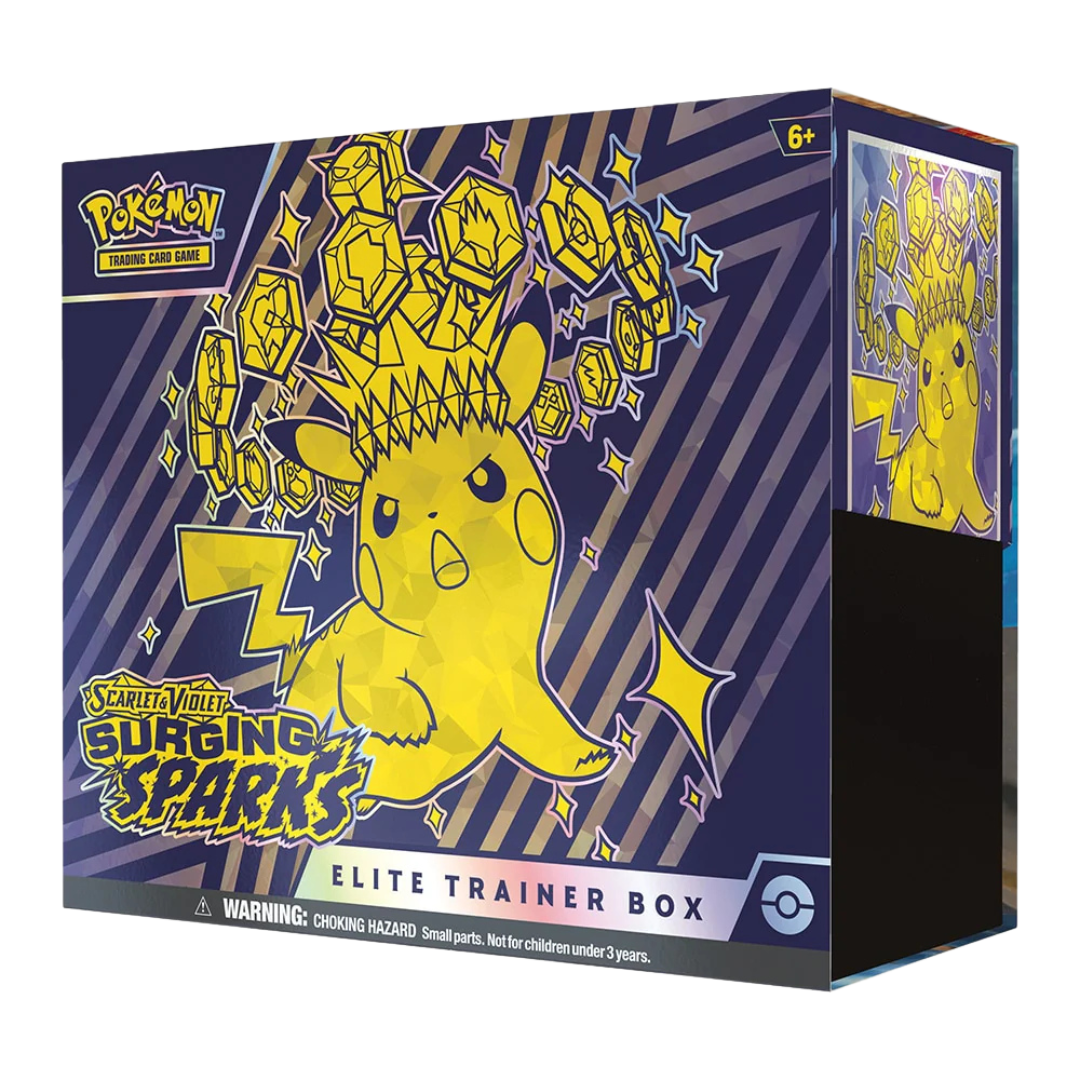 6+
POKéMON™
TRADING CARD GAME
SCARLET & VIOLET
SURGING
SPARKS
ELITE TRAINER BOX
⚠ WARNING: CHOKING HAZARD Small parts. Not for children under 3 years.